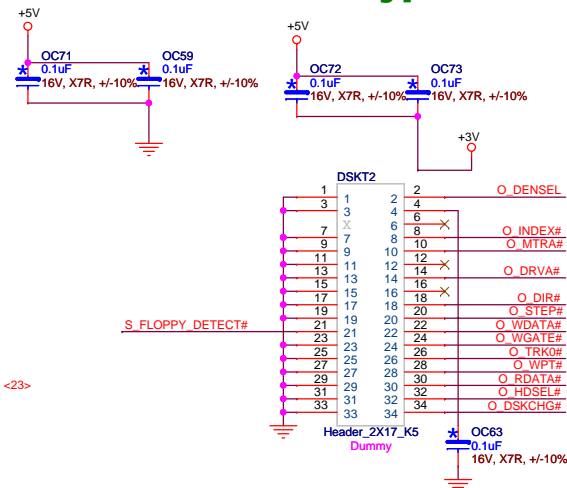 +5V
OC71
0.1uF
16V, X7R, +/-10%
OC59
0.1uF
16V, X7R, +/-10%
+5V
OC72
0.1uF
16V, X7R, +/-10%
OC73
0.1uF
16V, X7R, +/-10%
+3V
DSKT2
1 1 2 2 O_DENSEL
3 3 4 4
X 6 6
7 7 8 8 O_INDEX#
9 9 10 10 O_MTRA#
11 11 12 12
13 13 14 14 O_DRVA#
15 15 16 16
17 17 18 18 O_DIR#
19 19 20 20 O_STEP#
S_FLOPPY_DETECT# 21 21 22 22 O_WDATA#
23 23 24 24 O_WGATE#
25 25 26 26 O_TRK0#
27 27 28 28 O_WPT#
29 29 30 30 O_RDATA#
31 31 32 32 O_HDSEL#
33 33 34 34 O_DSKCHG#
<23>
Header_2X17_K5
Dummy
OC63
0.1uF
16V, X7R, +/-10%